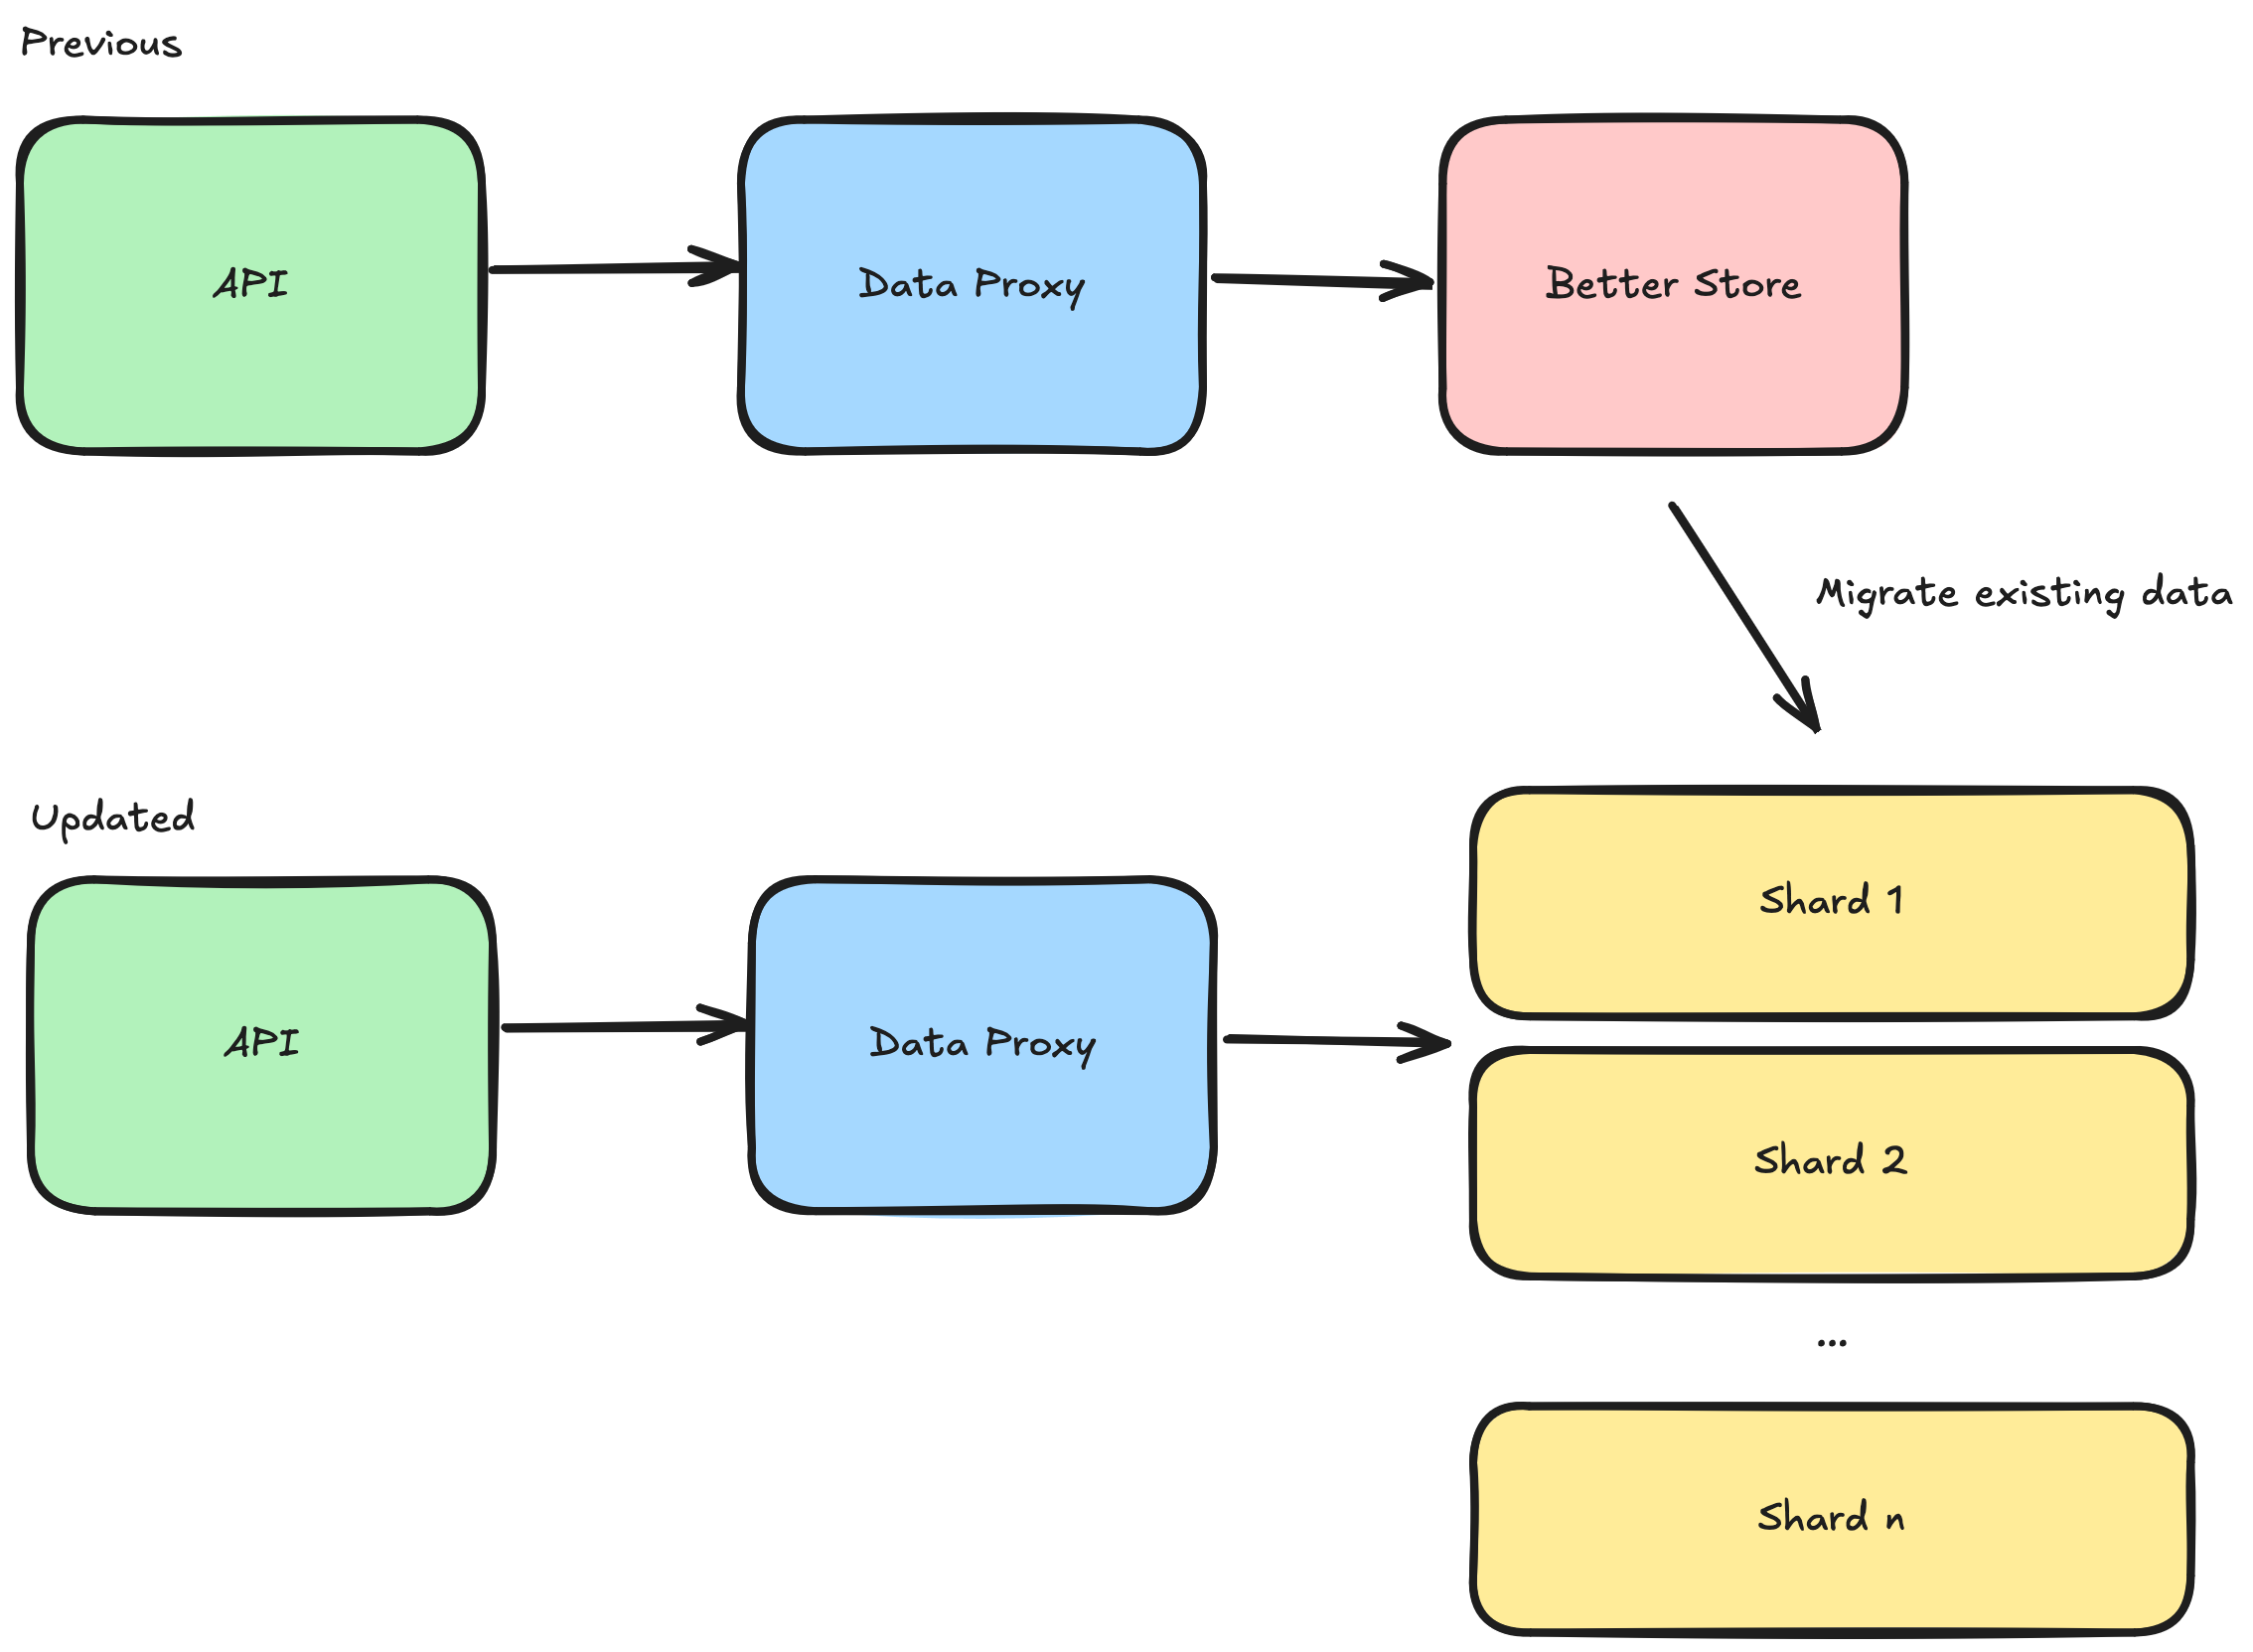 Previous
API
Data Proxy
Better Store
Migrate existing data
Updated
API
Data Proxy
Shard 1
Shard 2
...
Shard n